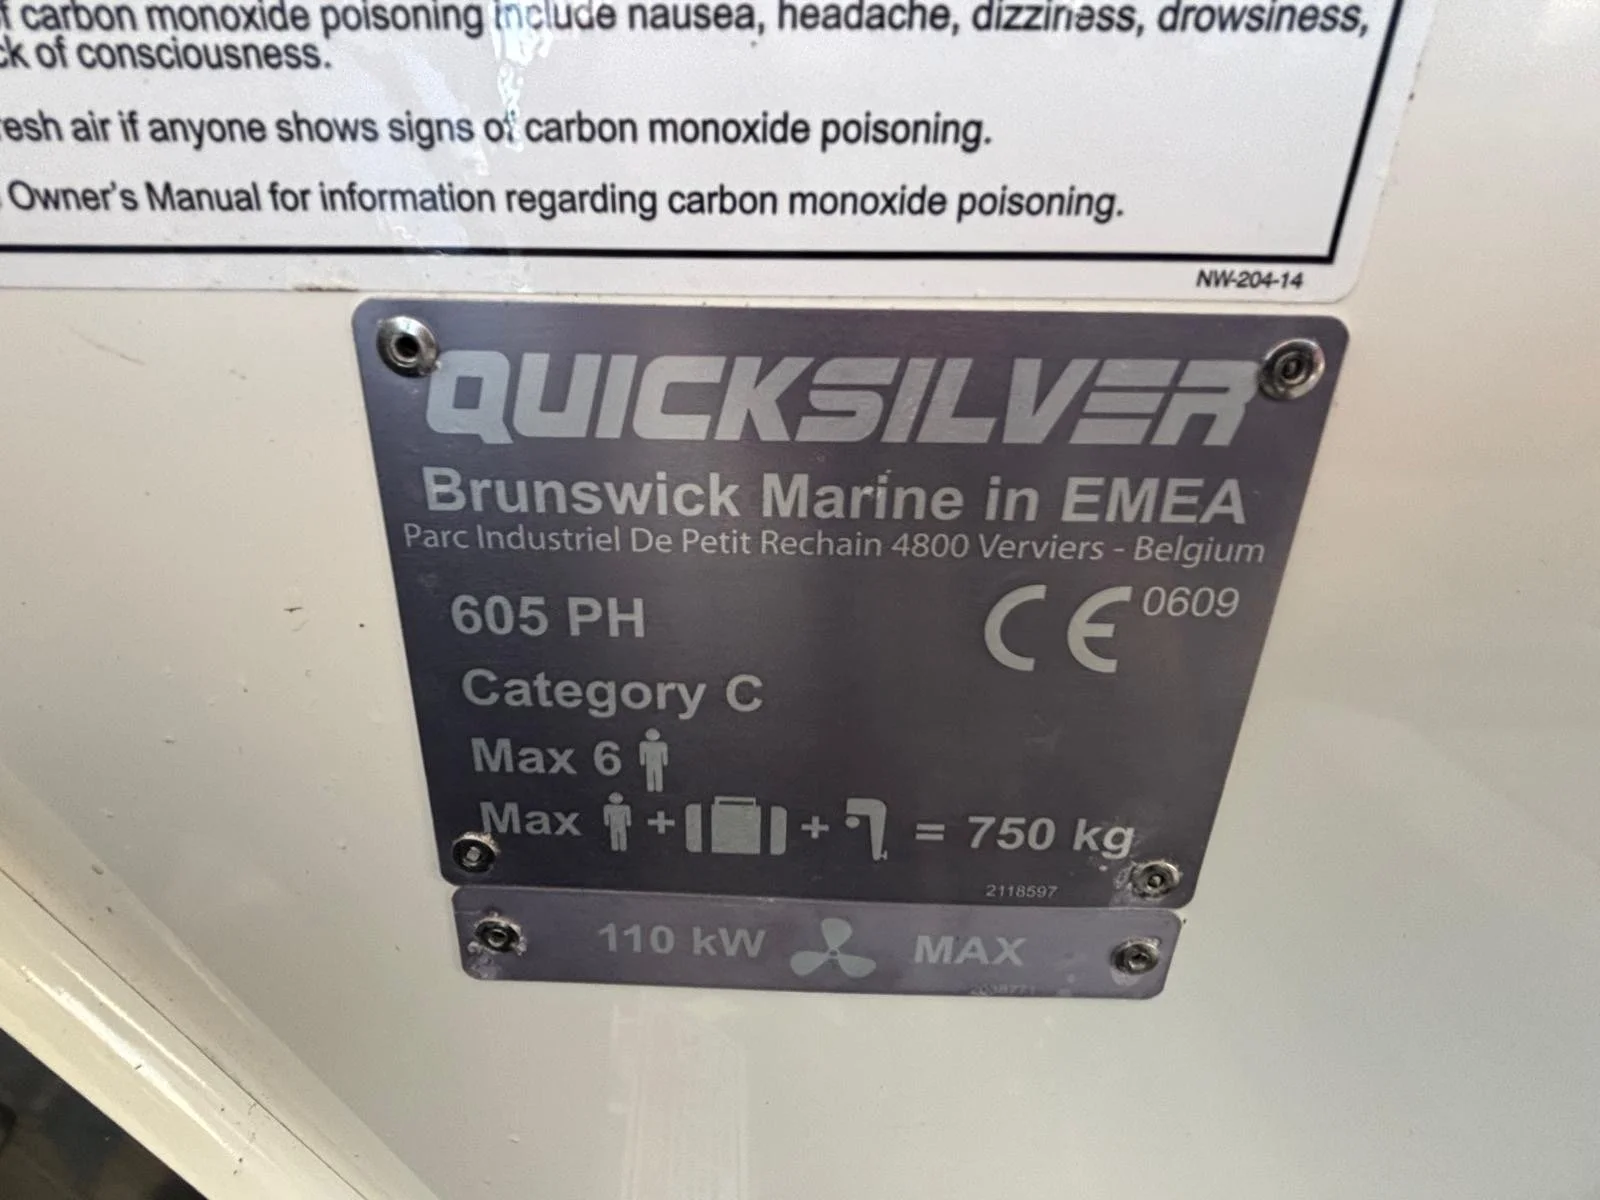 f carbon monoxide poisoning include nausea, headache, dizziness, drowsiness,
ck of consciousness.
resh air if anyone shows signs of carbon monoxide poisoning.
Owner's Manual for information regarding carbon monoxide poisoning.
NW-204-14
QUICKSILVER
Brunswick Marine in EMEA
Parc Industriel De Petit Rechain 4800 Verviers - Belgium
605 PH
CE 0609
Category C
Max 6
Max + + = 750 kg
2118597
110 kW MAX